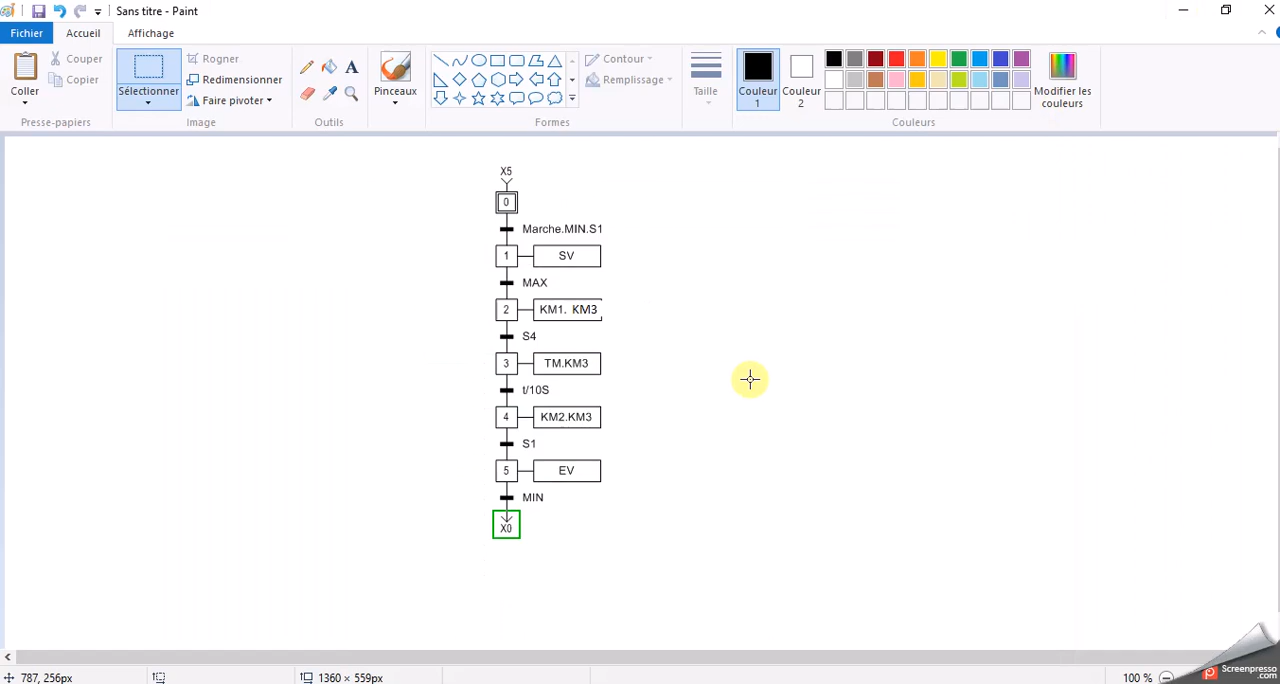 Sans titre - Paint
Fichier
Accueil
Affichage
Coller
Couper
Copier
Presse-papiers
Sélectionner
Rogner
Redimensionner
Faire pivoter
Image
A
Outils
Pinceaux
Contour
Remplissage
Formes
Taille
Couleur
1
Couleur
2
Modifier les
couleurs
Couleurs
X5
0
Marche.MIN.S1
1 SV
MAX
2 KM1. KM3
S4
3 TM.KM3
t/10S
4 KM2.KM3
S1
5 EV
MIN
X0
787, 256px
1360 × 559px
100 %
Screenpresso
.com